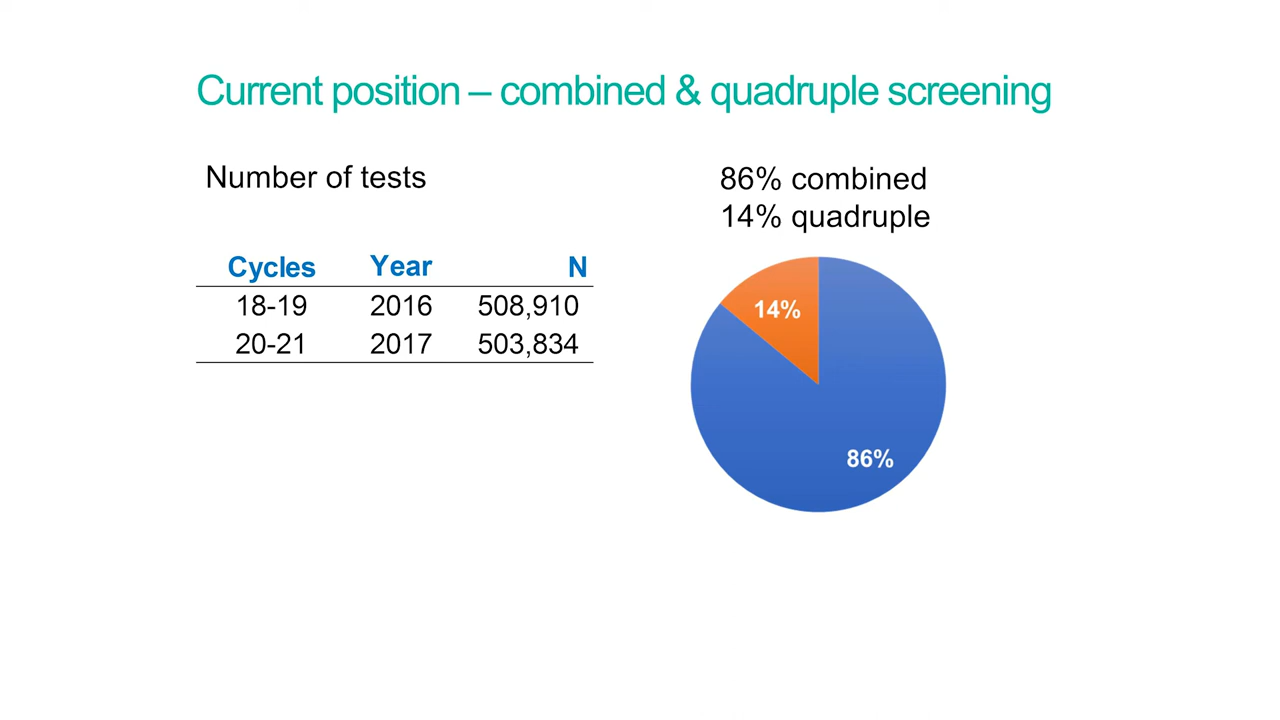 Current position – combined & quadruple screening
Number of tests
Cycles Year N
18-19 2016 508,910
20-21 2017 503,834
86% combined
14% quadruple
14%
86%